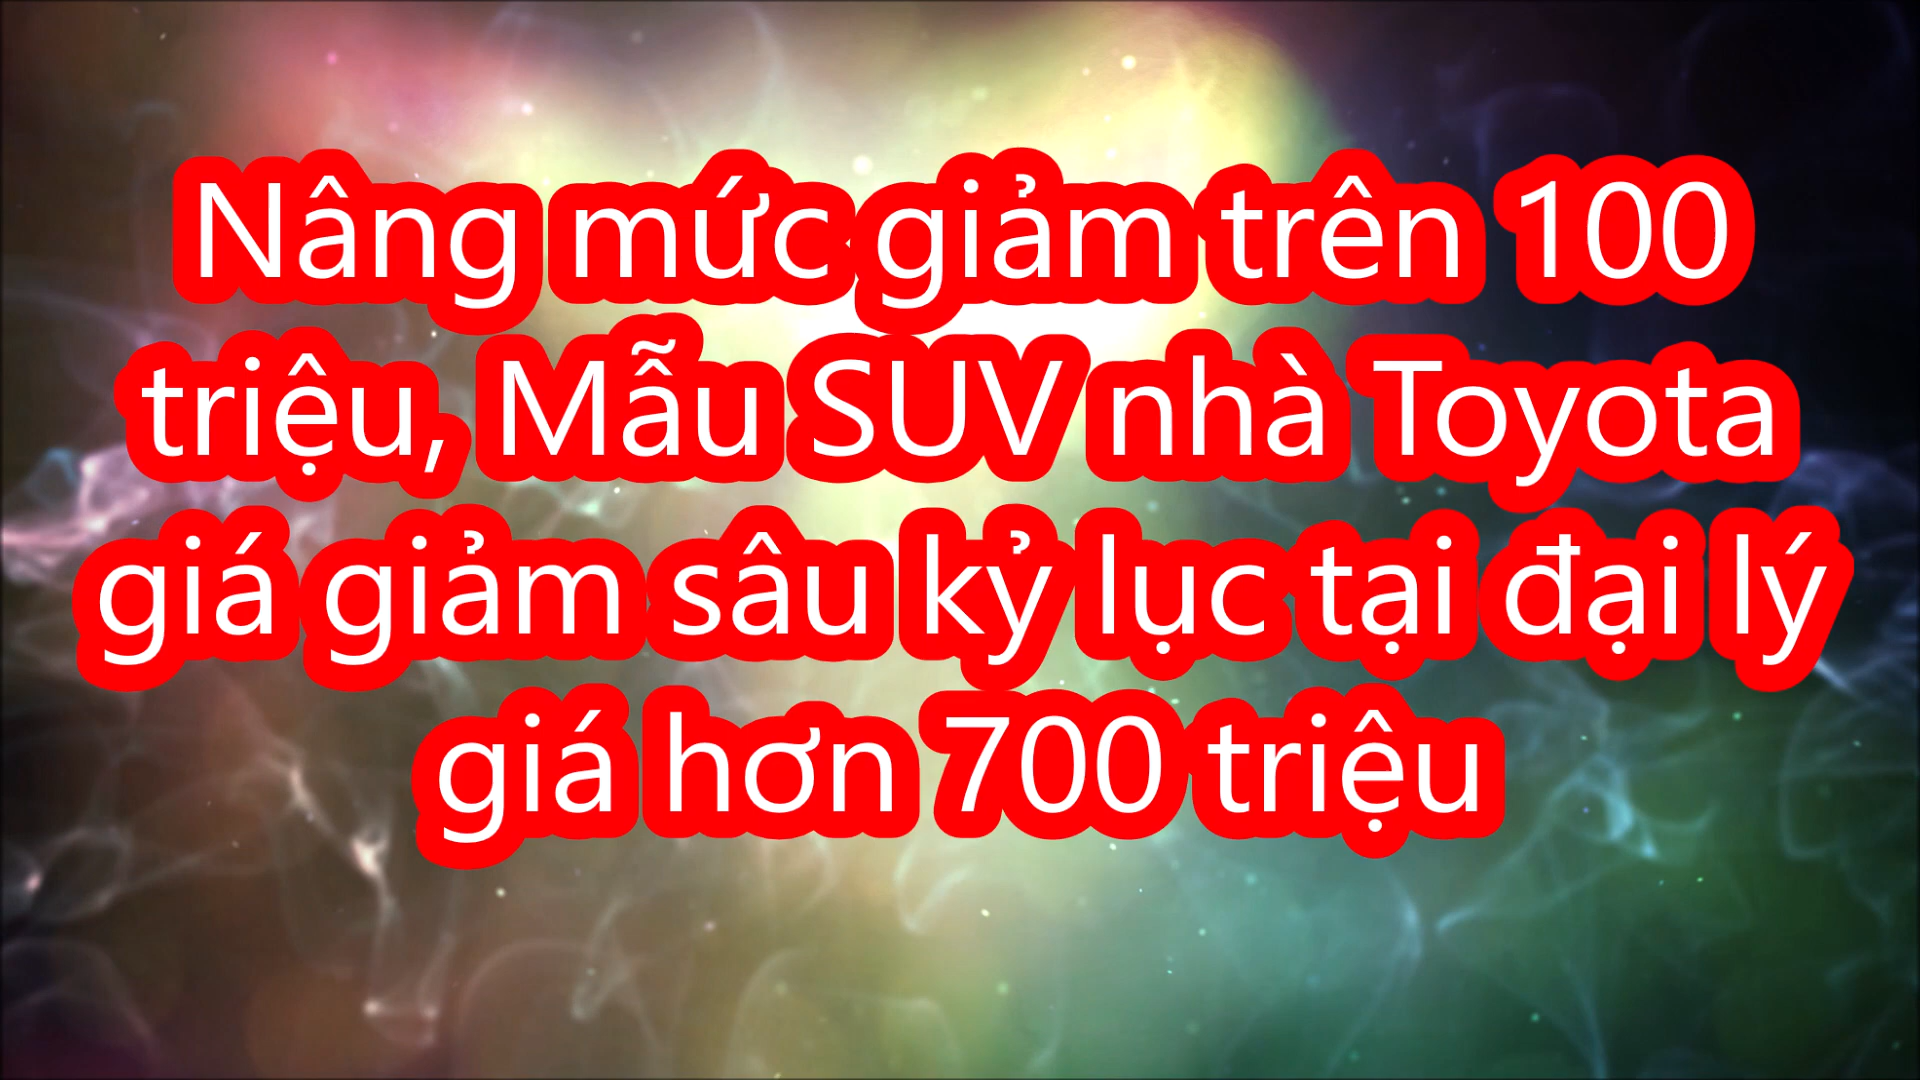 Nâng mức giảm trên 100
triệu, Mẫu SUV nhà Toyota
giá giảm sâu kỷ lục tại đại lý
giá hơn 700 triệu